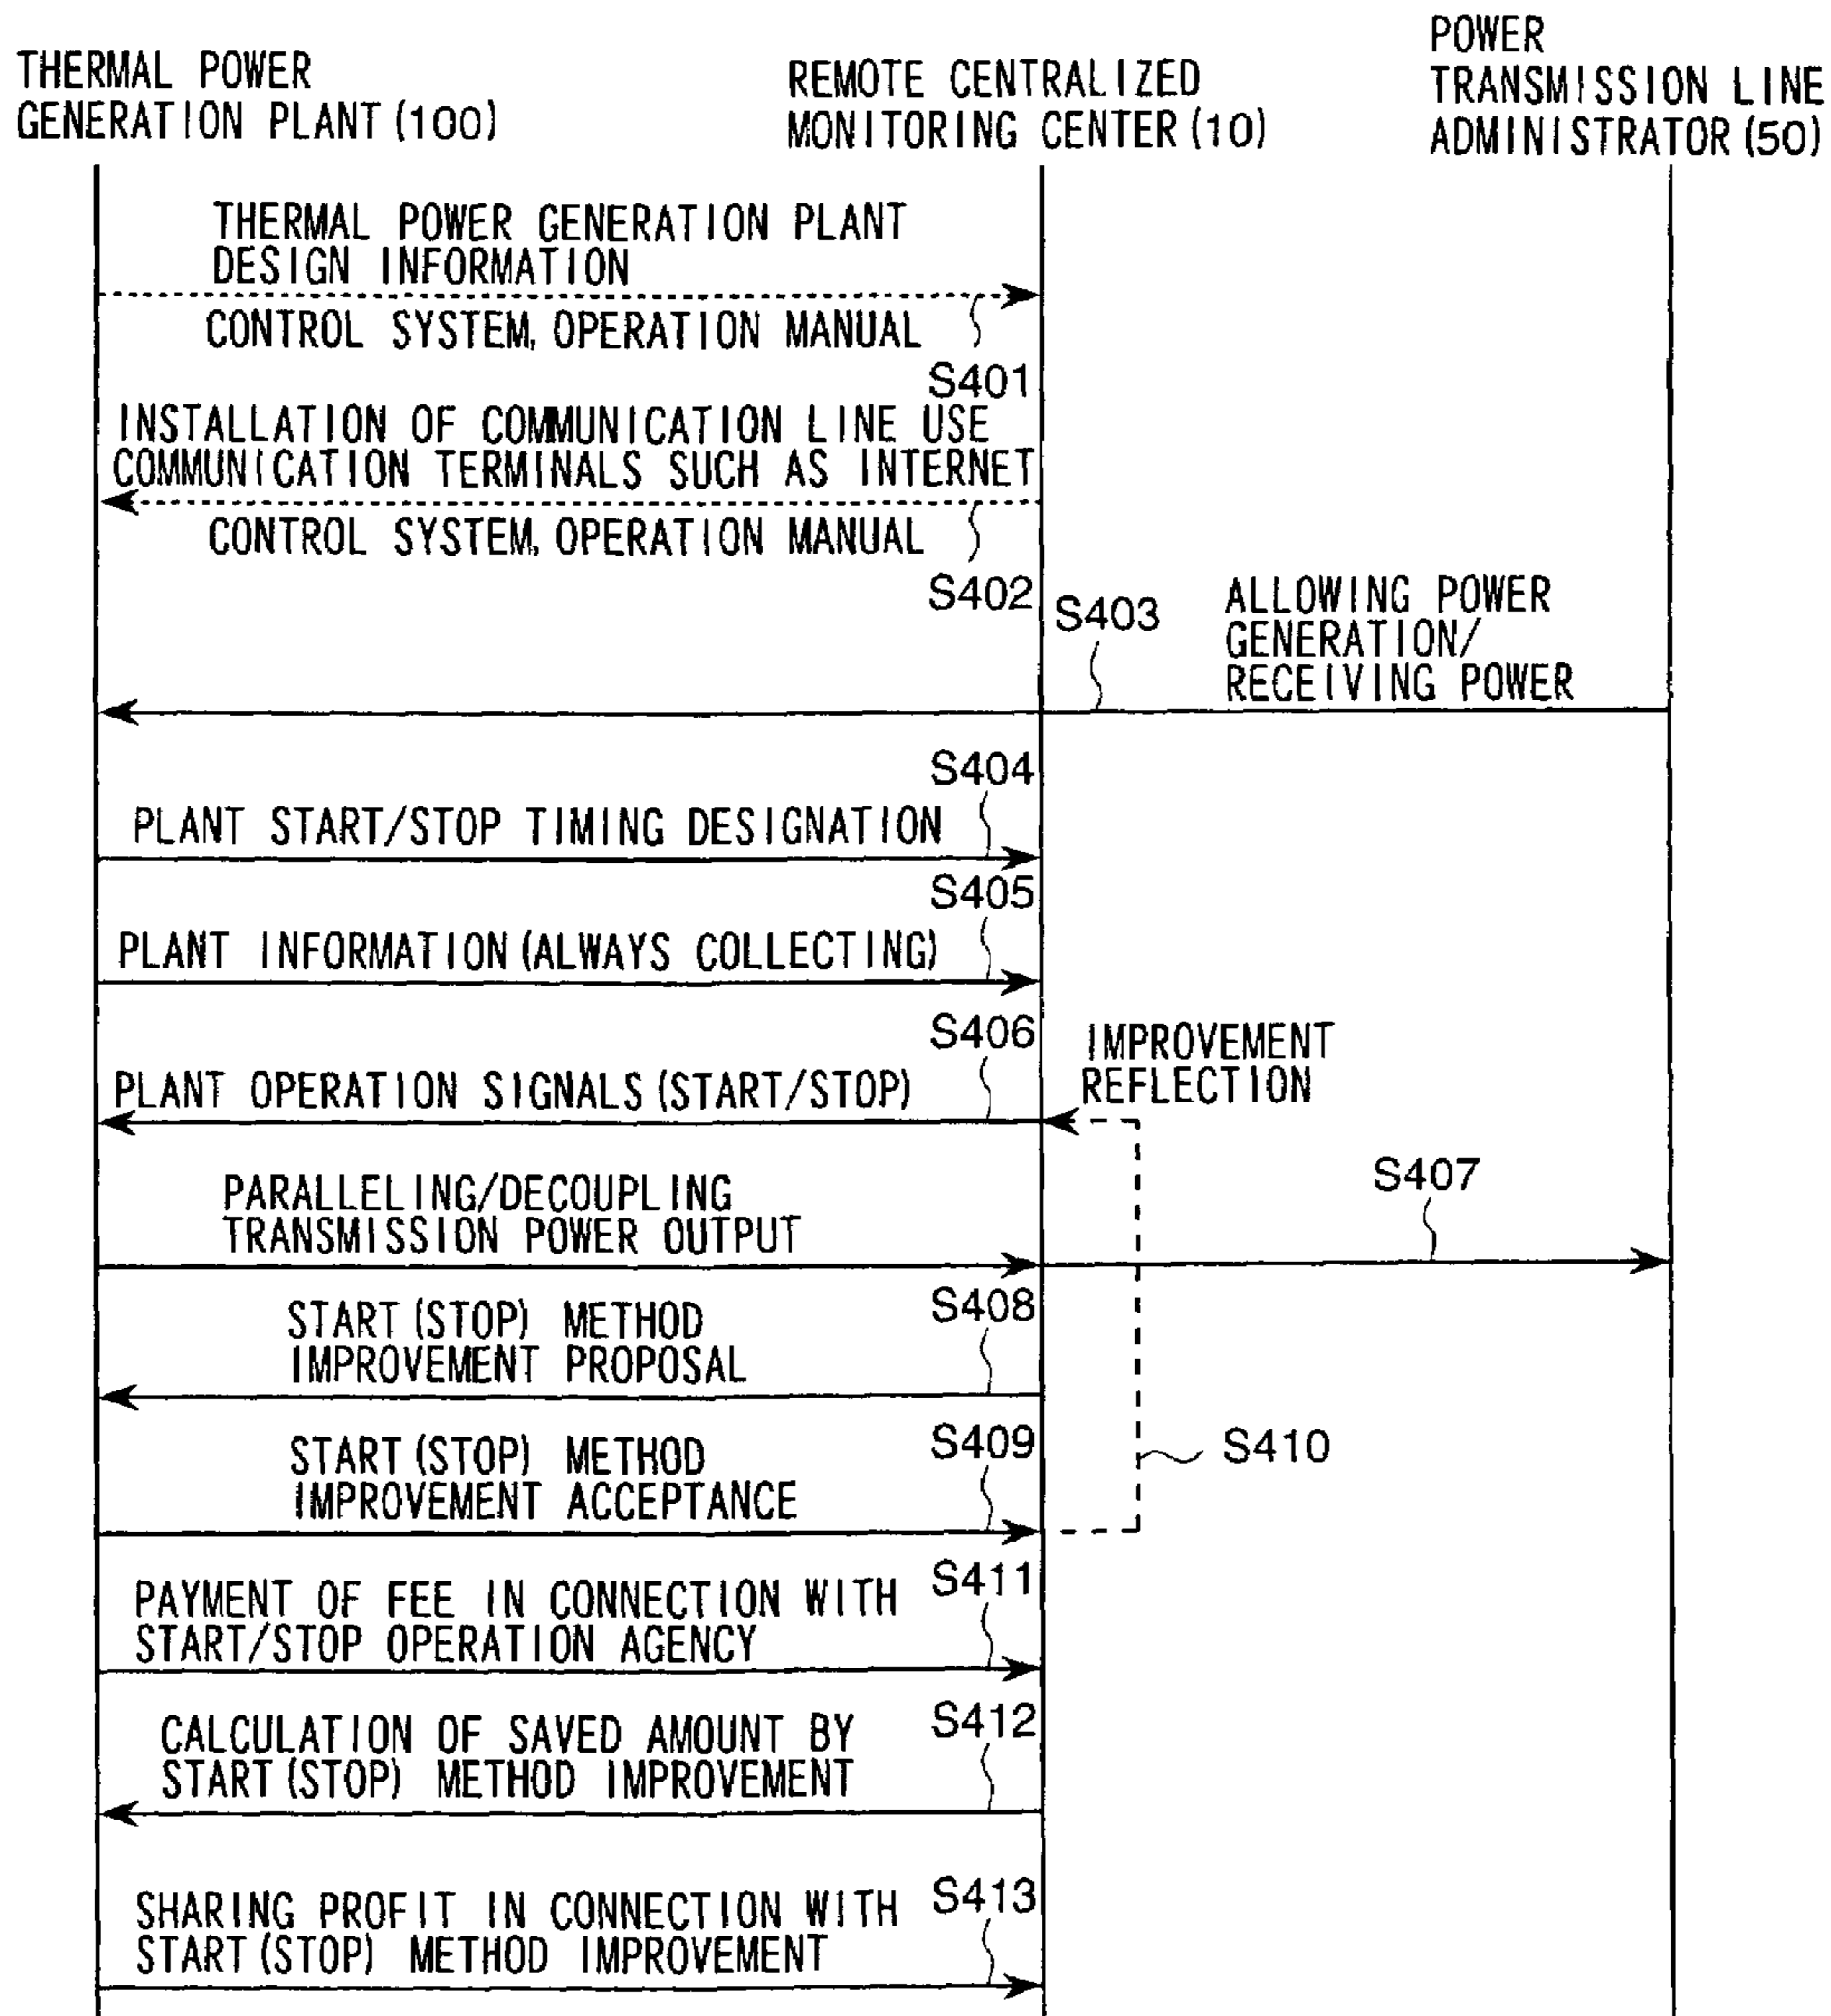 THERMAL POWER
GENERATION PLANT (100)
REMOTE CENTRALIZED
MONITORING CENTER (10)
POWER
TRANSMISSION LINE
ADMINISTRATOR (50)
THERMAL POWER GENERATION PLANT
DESIGN INFORMATION
CONTROL SYSTEM, OPERATION MANUAL
S401
INSTALLATION OF COMMUNICATION LINE USE
COMMUNICATION TERMINALS SUCH AS INTERNET
CONTROL SYSTEM, OPERATION MANUAL
S402
S403
ALLOWING POWER
GENERATION/
RECEIVING POWER
S404
PLANT START/STOP TIMING DESIGNATION
S405
PLANT INFORMATION (ALWAYS COLLECTING)
S406
PLANT OPERATION SIGNALS (START/STOP)
IMPROVEMENT
REFLECTION
PARALLELING/DECOUPLING
TRANSMISSION POWER OUTPUT
S407
START (STOP) METHOD
IMPROVEMENT PROPOSAL
S408
START (STOP) METHOD
IMPROVEMENT ACCEPTANCE
S409
S410
PAYMENT OF FEE IN CONNECTION WITH
START/STOP OPERATION AGENCY
S411
CALCULATION OF SAVED AMOUNT BY
START (STOP) METHOD IMPROVEMENT
S412
SHARING PROFIT IN CONNECTION WITH
START (STOP) METHOD IMPROVEMENT
S413